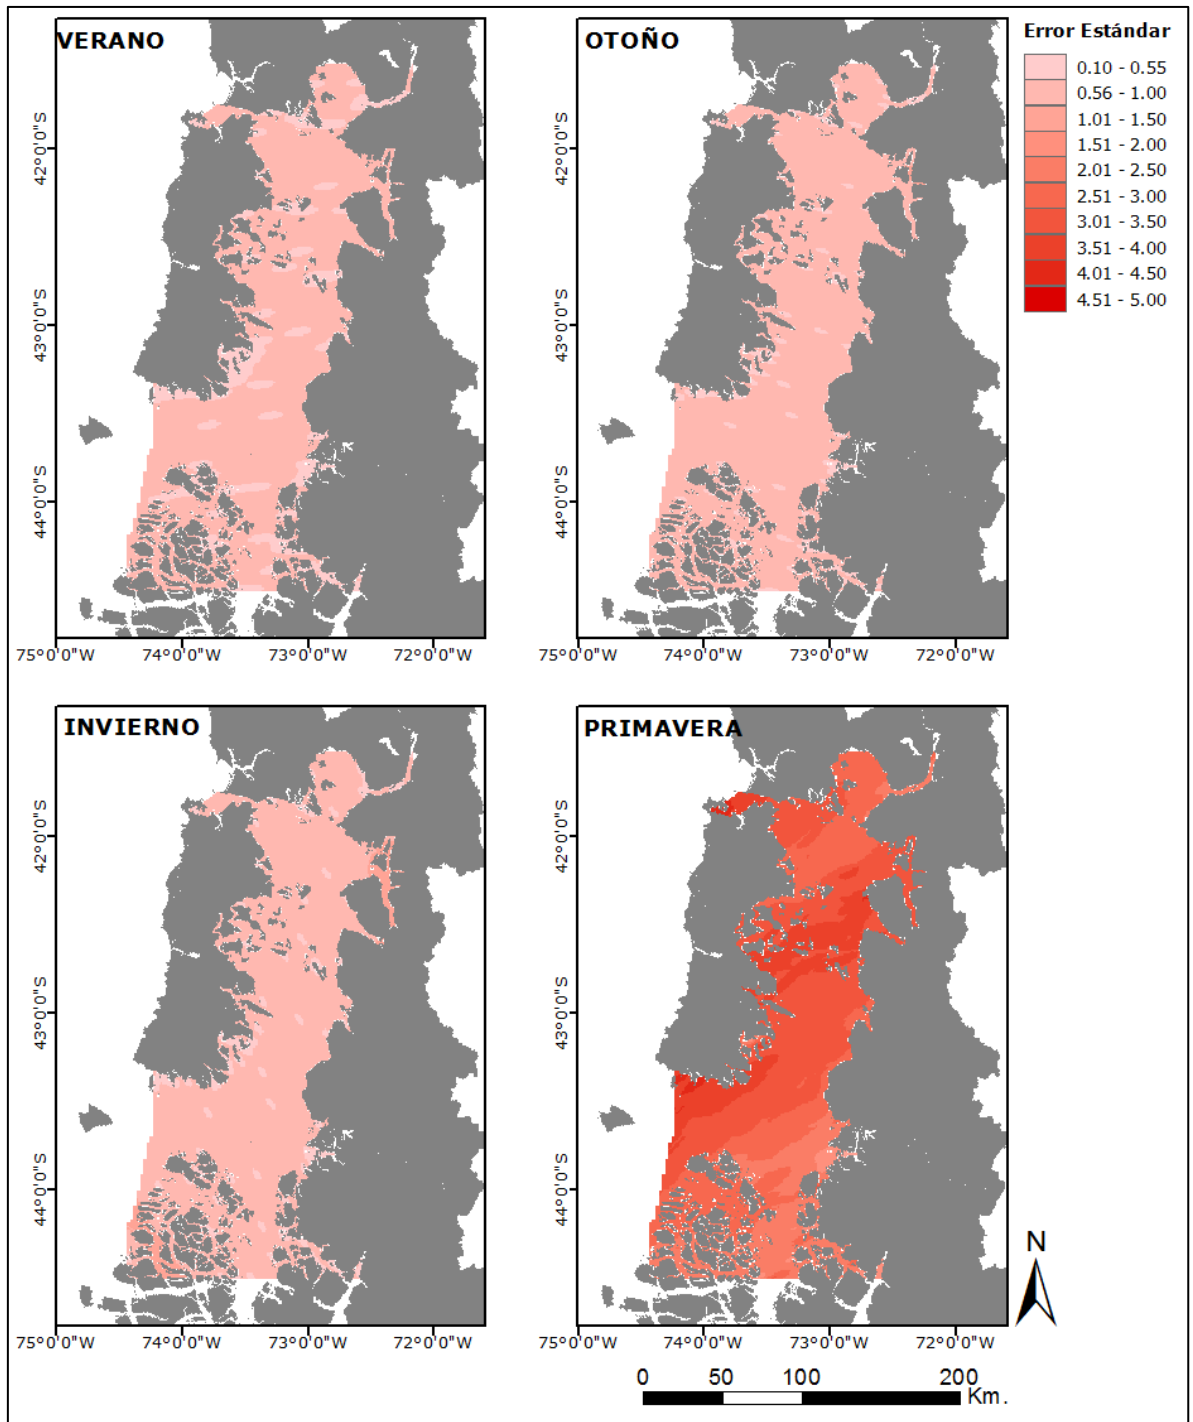 VERANO
OTOÑO
Error Estándar
0.10 - 0.55
0.56 - 1.00
1.01 - 1.50
1.51 - 2.00
2.01 - 2.50
2.51 - 3.00
3.01 - 3.50
3.51 - 4.00
4.01 - 4.50
4.51 - 5.00
42°0'0"S
43°0'0"S
44°0'0"S
42°0'0"S
43°0'0"S
44°0'0"S
75°0'0"W 74°0'0"W 73°0'0"W 72°0'0"W
75°0'0"W 74°0'0"W 73°0'0"W 72°0'0"W
INVIERNO
PRIMAVERA
42°0'0"S
43°0'0"S
44°0'0"S
42°0'0"S
43°0'0"S
44°0'0"S
75°0'0"W 74°0'0"W 73°0'0"W 72°0'0"W
75°0'0"W 74°0'0"W 73°0'0"W 72°0'0"W
N
0 50 100 200
Km.